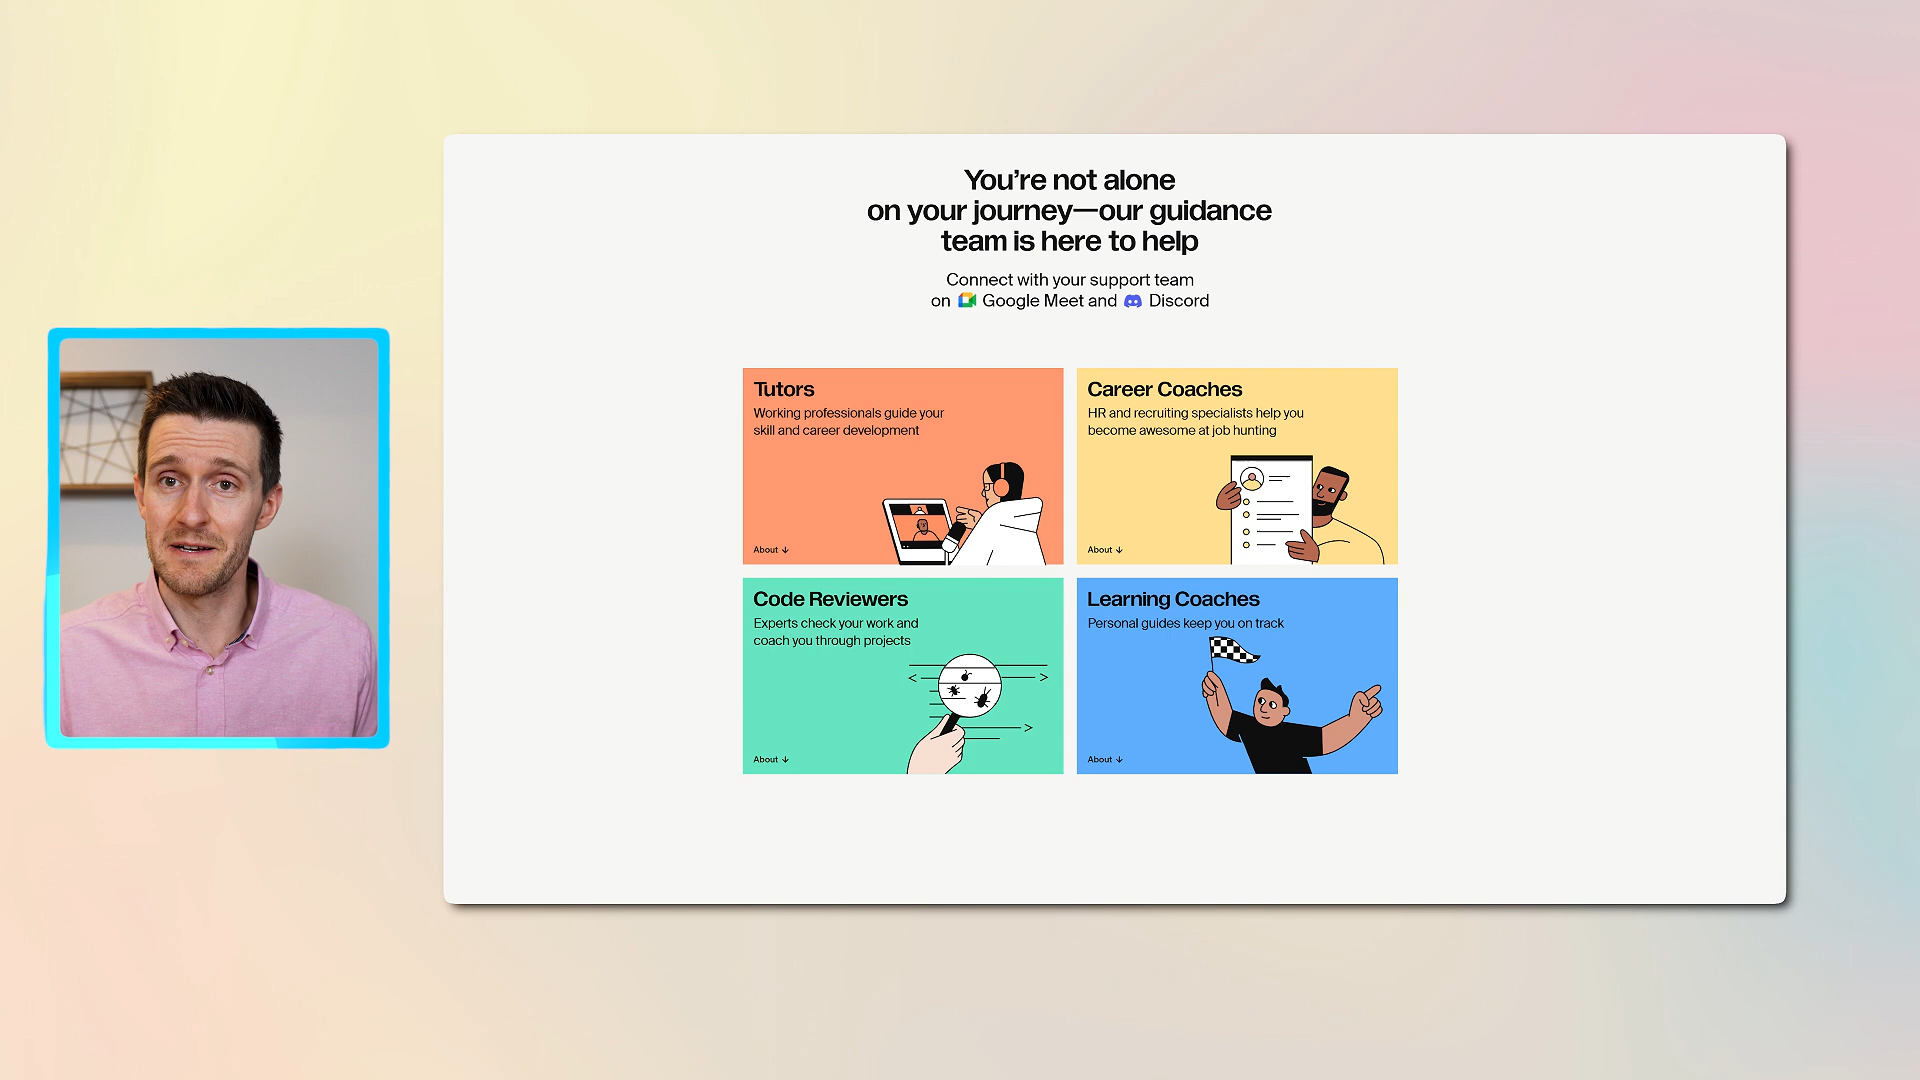 You're not alone
on your journey—our guidance
team is here to help
Connect with your support team
on Google Meet and Discord
Tutors
Working professionals guide your
skill and career development
About ↓
Career Coaches
HR and recruiting specialists help you
become awesome at job hunting
About ↓
Code Reviewers
Experts check your work and
coach you through projects
About ↓
Learning Coaches
Personal guides keep you on track
About ↓